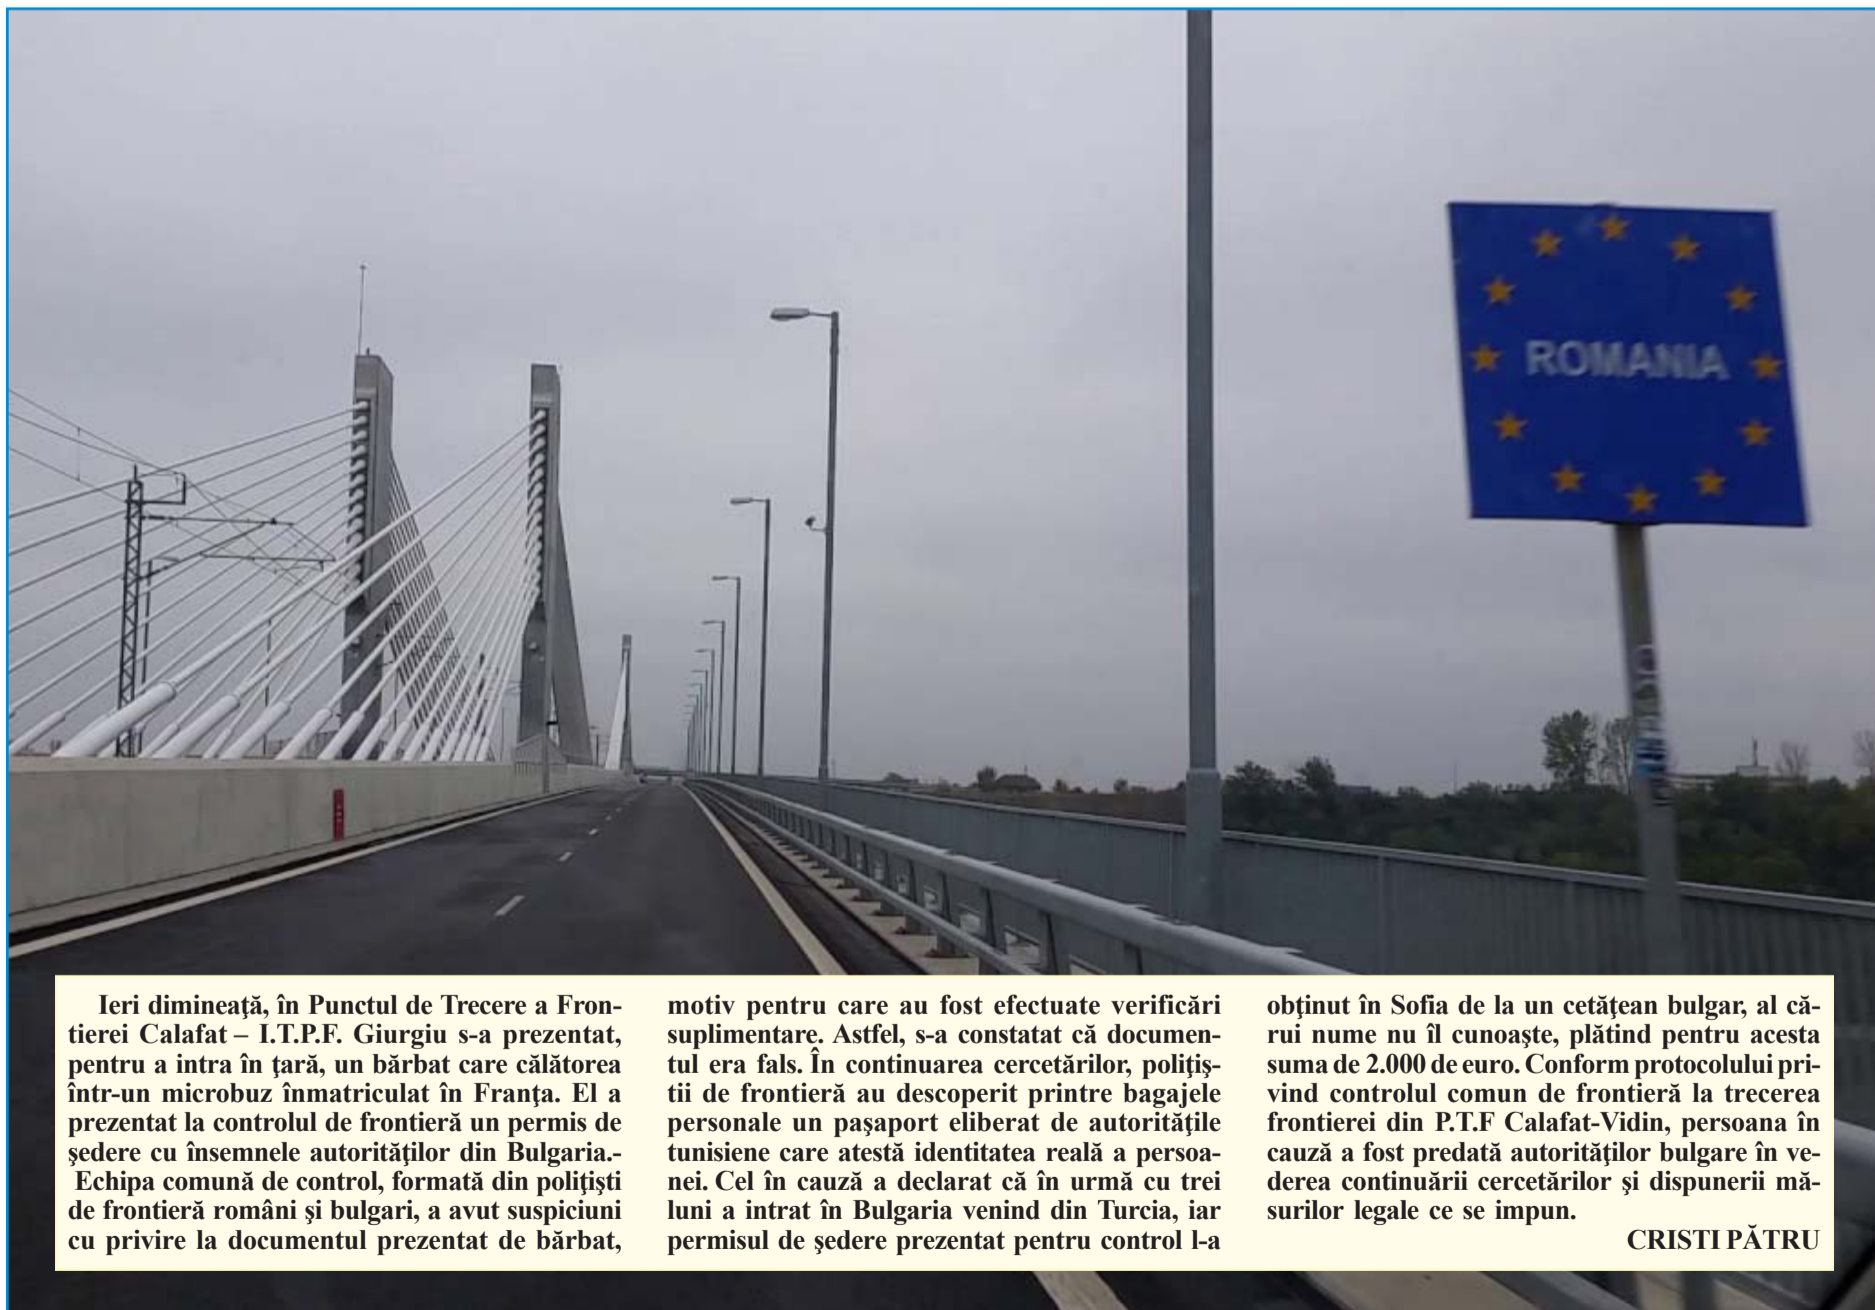 ROMANIA
Ieri dimineaţă, în Punctul de Trecere a Fron-
tierei Calafat – I.T.P.F. Giurgiu s-a prezentat,
pentru a intra în ţară, un bărbat care călătorea
într-un microbuz înmatriculat în Franţa. El a
prezentat la controlul de frontieră un permis de
şedere cu însemnele autorităţilor din Bulgaria.-
Echipa comună de control, formată din poliţişti
de frontieră români şi bulgari, a avut suspiciuni
cu privire la documentul prezentat de bărbat,
motiv pentru care au fost efectuate verificări
suplimentare. Astfel, s-a constatat că documen-
tul era fals. În continuarea cercetărilor, poliţiş-
tii de frontieră au descoperit printre bagajele
personale un paşaport eliberat de autorităţile
tunisiene care atestă identitatea reală a persoa-
nei. Cel în cauză a declarat că în urmă cu trei
luni a intrat în Bulgaria venind din Turcia, iar
permisul de şedere prezentat pentru control l-a
obţinut în Sofia de la un cetăţean bulgar, al că-
rui nume nu îl cunoaşte, plătind pentru acesta
suma de 2.000 de euro. Conform protocolului pri-
vind controlul comun de frontieră la trecerea
frontierei din P.T.F Calafat-Vidin, persoana în
cauză a fost predată autorităţilor bulgare în ve-
derea continuării cercetărilor şi dispunerii mă-
surilor legale ce se impun.
CRISTI PĂTRU